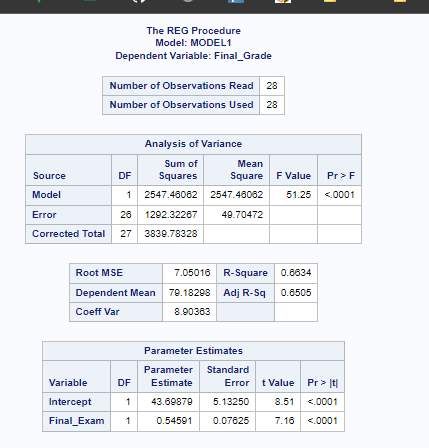 The REG Procedure
Model: MODEL1
Dependent Variable: Final_Grade
Number of Observations Read 28
Number of Observations Used 28
Analysis of Variance
Source DF Sum of Squares Mean Square F Value Pr > F
Model 1 2547.46062 2547.46062 51.25 <.0001
Error 26 1292.32267 49.70472
Corrected Total 27 3839.78328
Root MSE 7.05016 R-Square 0.6634
Dependent Mean 79.18298 Adj R-Sq 0.6505
Coeff Var 8.90363
Parameter Estimates
Variable DF Parameter Estimate Standard Error t Value Pr > |t|
Intercept 1 43.69879 5.13250 8.51 <.0001
Final_Exam 1 0.54591 0.07625 7.16 <.0001